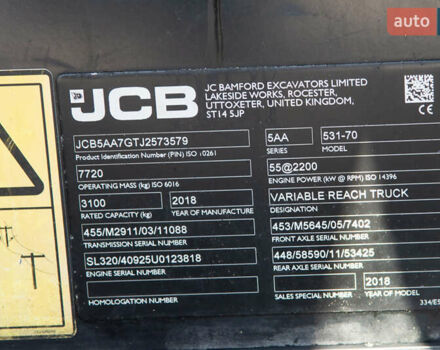 auto
JCB
JC BAMFORD EXCAVATORS LIMITED
LAKESIDE WORKS, ROCESTER,
UTTOXETER, UNITED KINGDOM,
ST14 5JP
JCB5AA7GTJ2573579
Product Identification Number (PIN) ISO 10261
7720
OPERATING MASS (kg) ISO 6016
3100
RATED CAPACITY (kg)
2018
YEAR OF MANUFACTURE
455/M2911/03/11088
TRANSMISSION SERIAL NUMBER
SL320/40925U0123818
ENGINE SERIAL NUMBER
5AA
SERIES
531-70
MODEL
55@2200
ENGINE POWER (kW @ RPM) ISO 14396
VARIABLE REACH TRUCK
DESIGNATION
453/M5645/05/7402
FRONT AXLE SERIAL NUMBER
448/58590/11/53425
REAR AXLE SERIAL NUMBER
SALES SPECIAL NUMBER
2018
YEAR OF MODEL